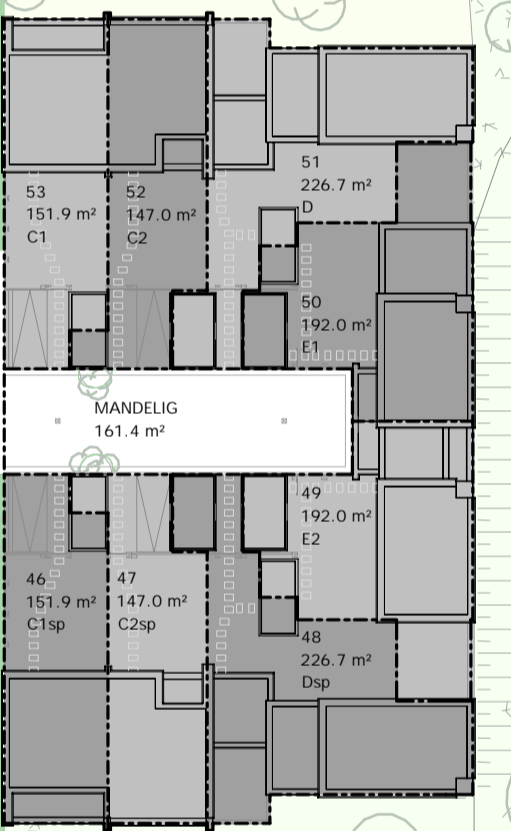 51
226.7 m²
D
53
151.9 m²
C1
52
147.0 m²
C2
50
192.0 m²
E1
MANDELIG
161.4 m²
49
192.0 m²
E2
46
151.9 m²
C1sp
47
147.0 m²
C2sp
48
226.7 m²
Dsp